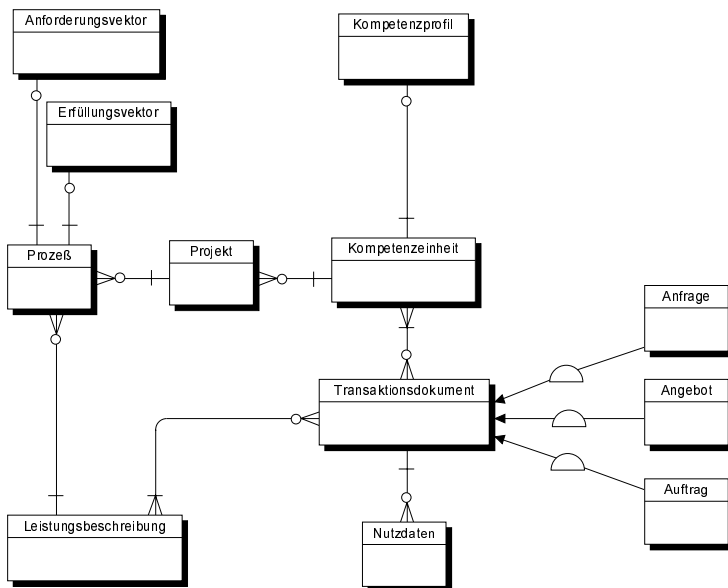 Anforderungsvektor
Kompetenzprofil
Erfüllungsvektor
Prozeß
Projekt
Kompetenzeinheit
Anfrage
Transaktionsdokument
Angebot
Auftrag
Leistungsbeschreibung
Nutzdaten